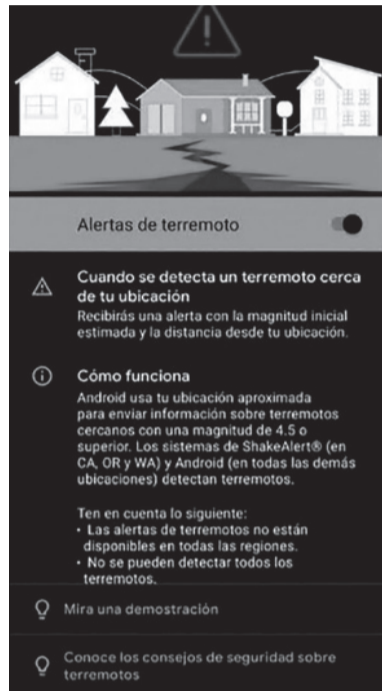 Alertas de terremoto
Cuando se detecta un terremoto cerca
de tu ubicación
Recibirás una alerta con la magnitud inicial
estimada y la distancia desde tu ubicación.
Cómo funciona
Android usa tu ubicación aproximada
para enviar información sobre terremotos
cercanos con una magnitud de 4.5 o
superior. Los sistemas de ShakeAlert® (en
CA, OR y WA) y Android (en todas las demás
ubicaciones) detectan terremotos.
Ten en cuenta lo siguiente:
• Las alertas de terremotos no están
disponibles en todas las regiones.
• No se pueden detectar todos los
terremotos.
Mira una demostración
Conoce los consejos de seguridad sobre
terremotos